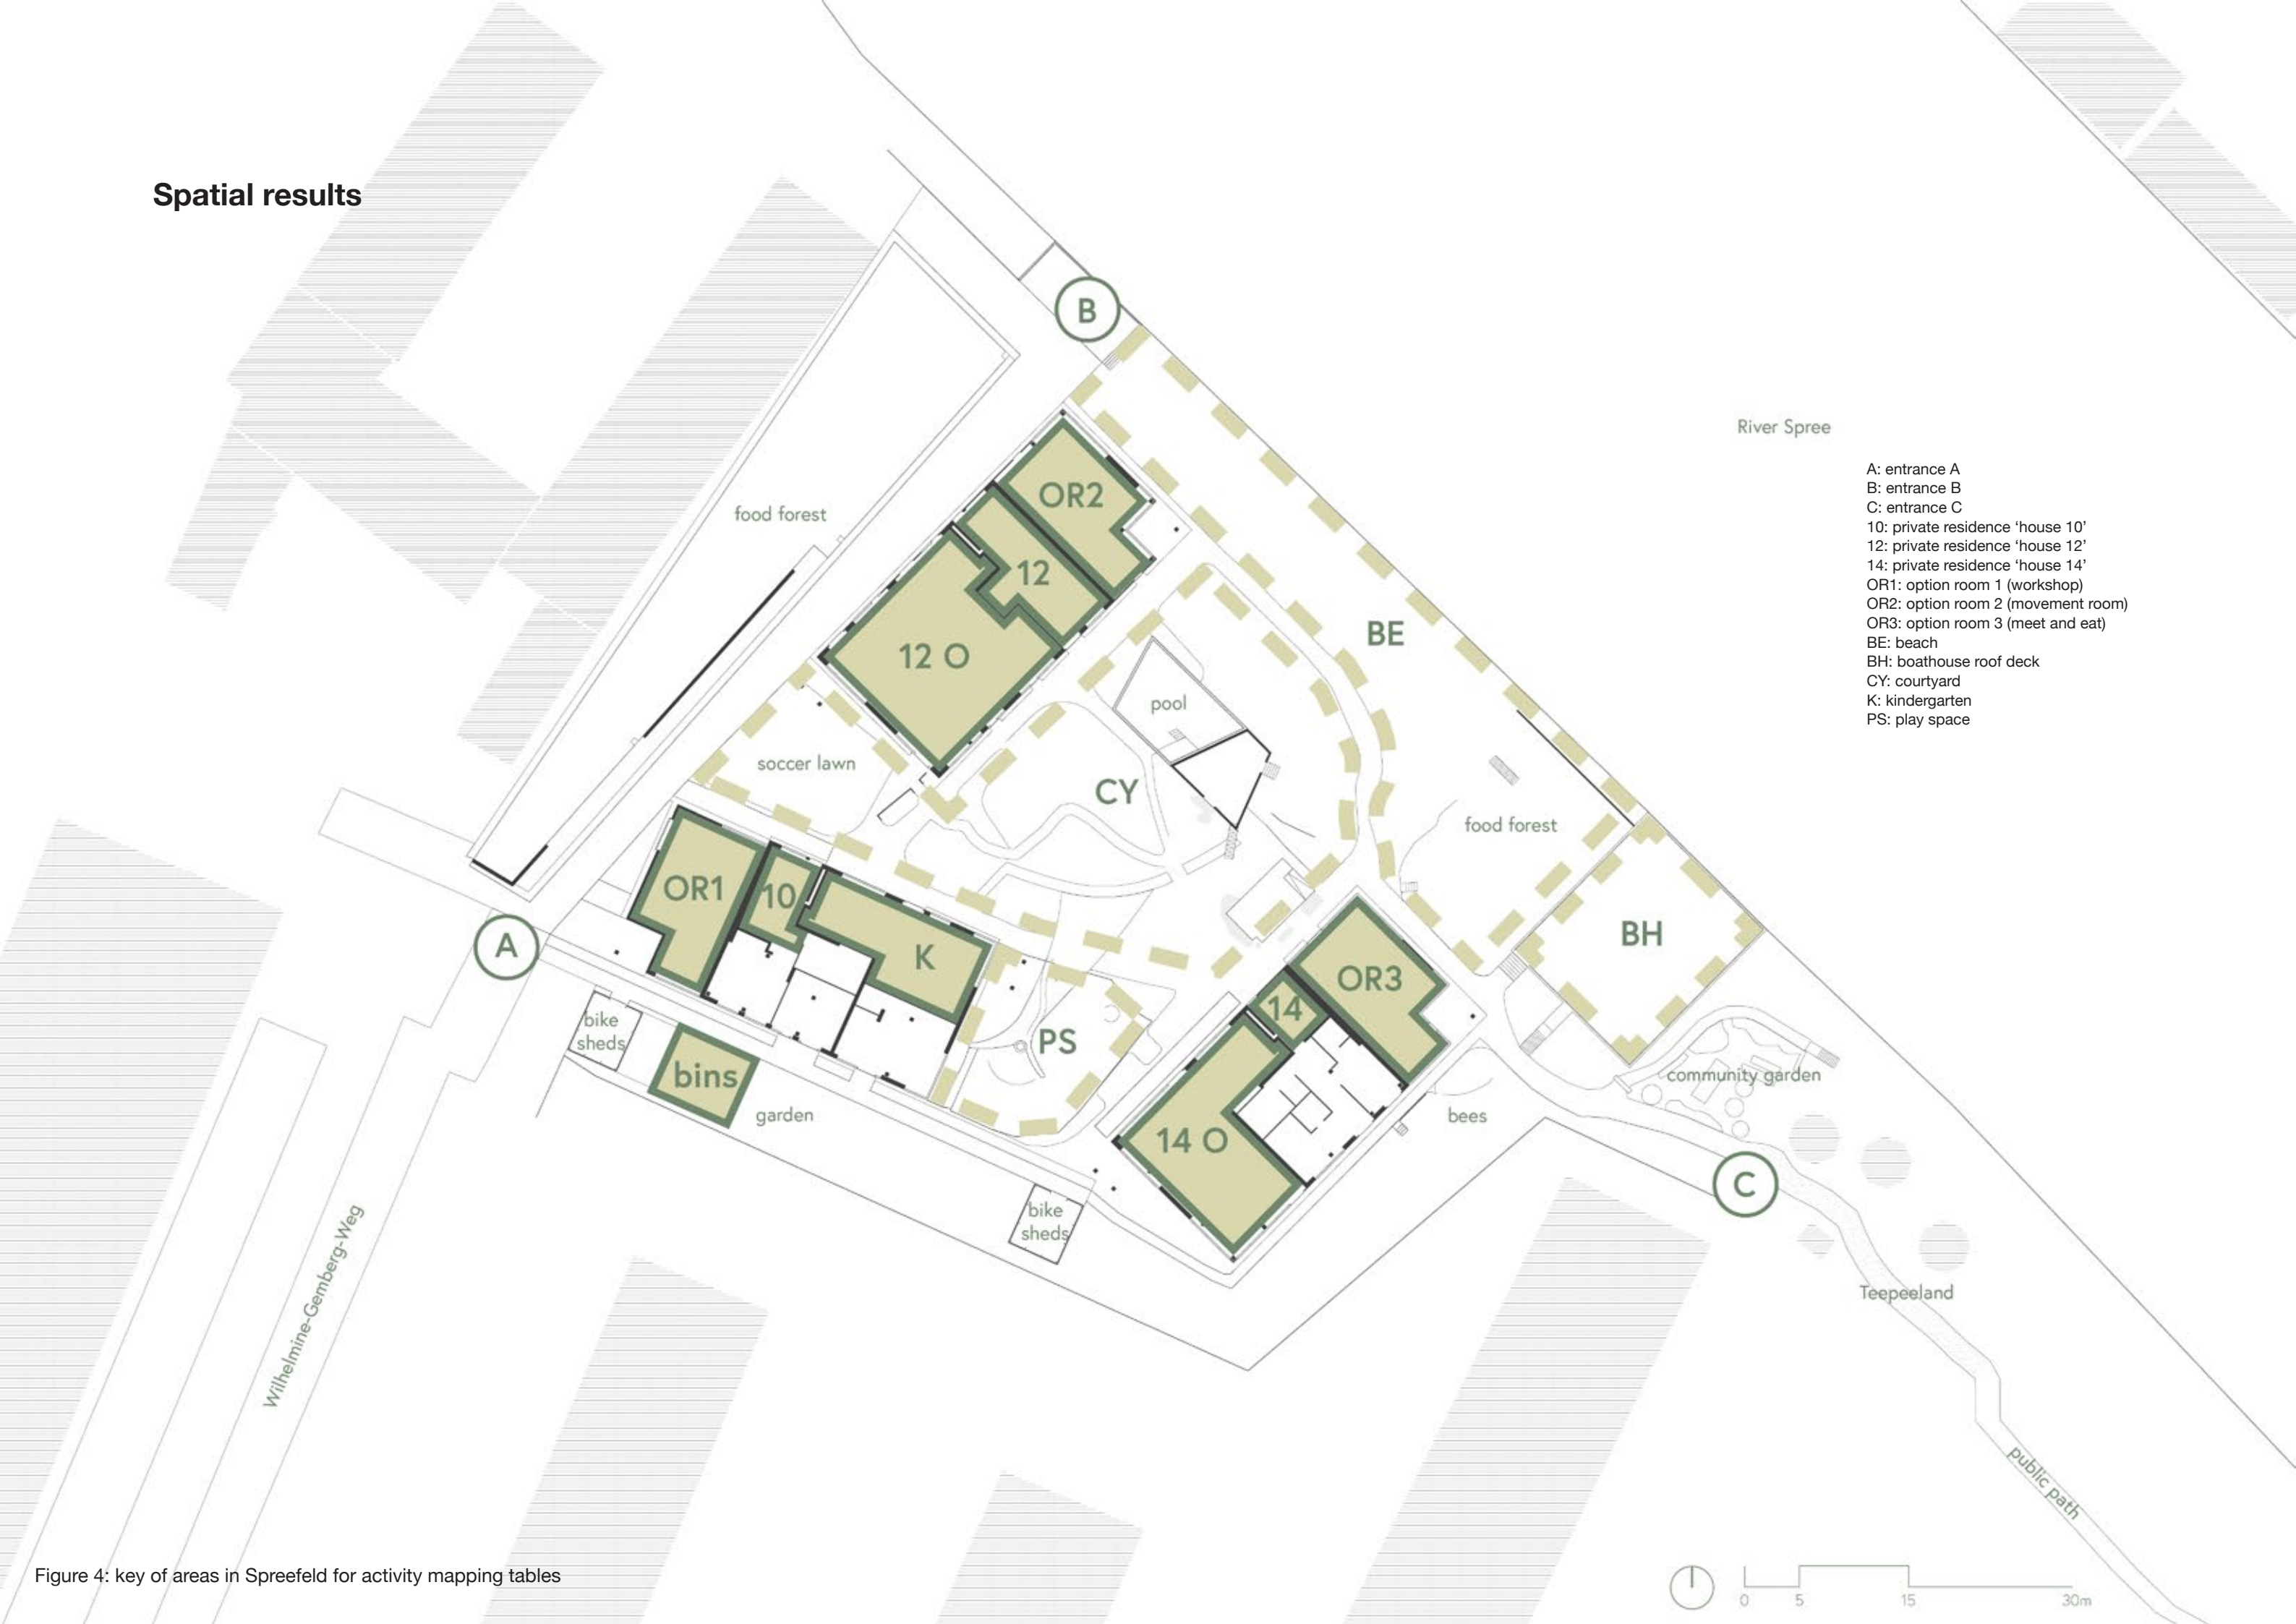 Spatial results
B
River Spree
A: entrance A
B: entrance B
C: entrance C
10: private residence ‘house 10’
12: private residence ‘house 12’
14: private residence ‘house 14’
OR1: option room 1 (workshop)
OR2: option room 2 (movement room)
OR3: option room 3 (meet and eat)
BE: beach
BH: boathouse roof deck
CY: courtyard
K: kindergarten
PS: play space
food forest
OR2
12
12 O
BE
pool
soccer lawn
CY
food forest
OR1
10
K
A
BH
OR3
14
PS
bike
sheds
bins
garden
14 O
community garden
bees
C
bike
sheds
Teepeeland
Wilhelmine-Gemberg-Weg
public path
Figure 4: key of areas in Spreefeld for activity mapping tables
0 5 15 30m